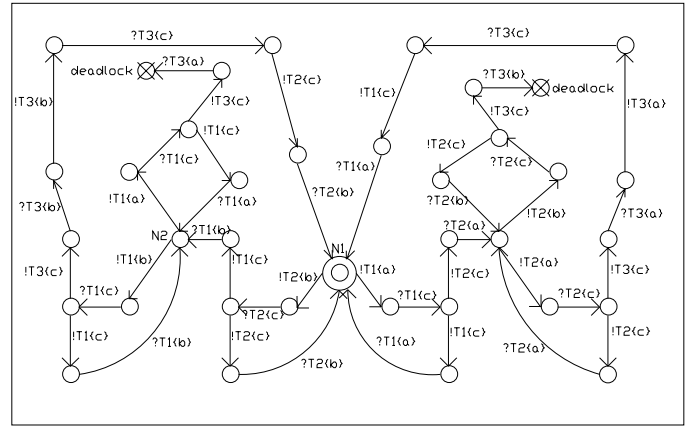 ?T3{c}
?T3{c}
?T3{a}
deadlock
?T3{b}
deadlock
!T2{c}
!T1{c}
!T3{b}
!T3{c}
!T3{c}
!T3{a}
!T1{c}
?T1{c}
!T2{c}
?T2{c}
?T1{a}
!T1{a}
?T1{a}
?T2{b}
?T2{b}
!T2{b}
?T3{b}
?T3{a}
N2
?T1{b}
?T2{a}
N1
!T3{c}
!T1{b}
!T1{c}
!T2{b}
!T1{a}
!T2{c}
!T2{a}
!T3{c}
?T1{c}
?T2{c}
?T1{c}
?T2{c}
!T1{c}
?T1{b}
!T2{c}
?T2{b}
?T1{a}
!T1{c}
?T2{a}
!T2{c}